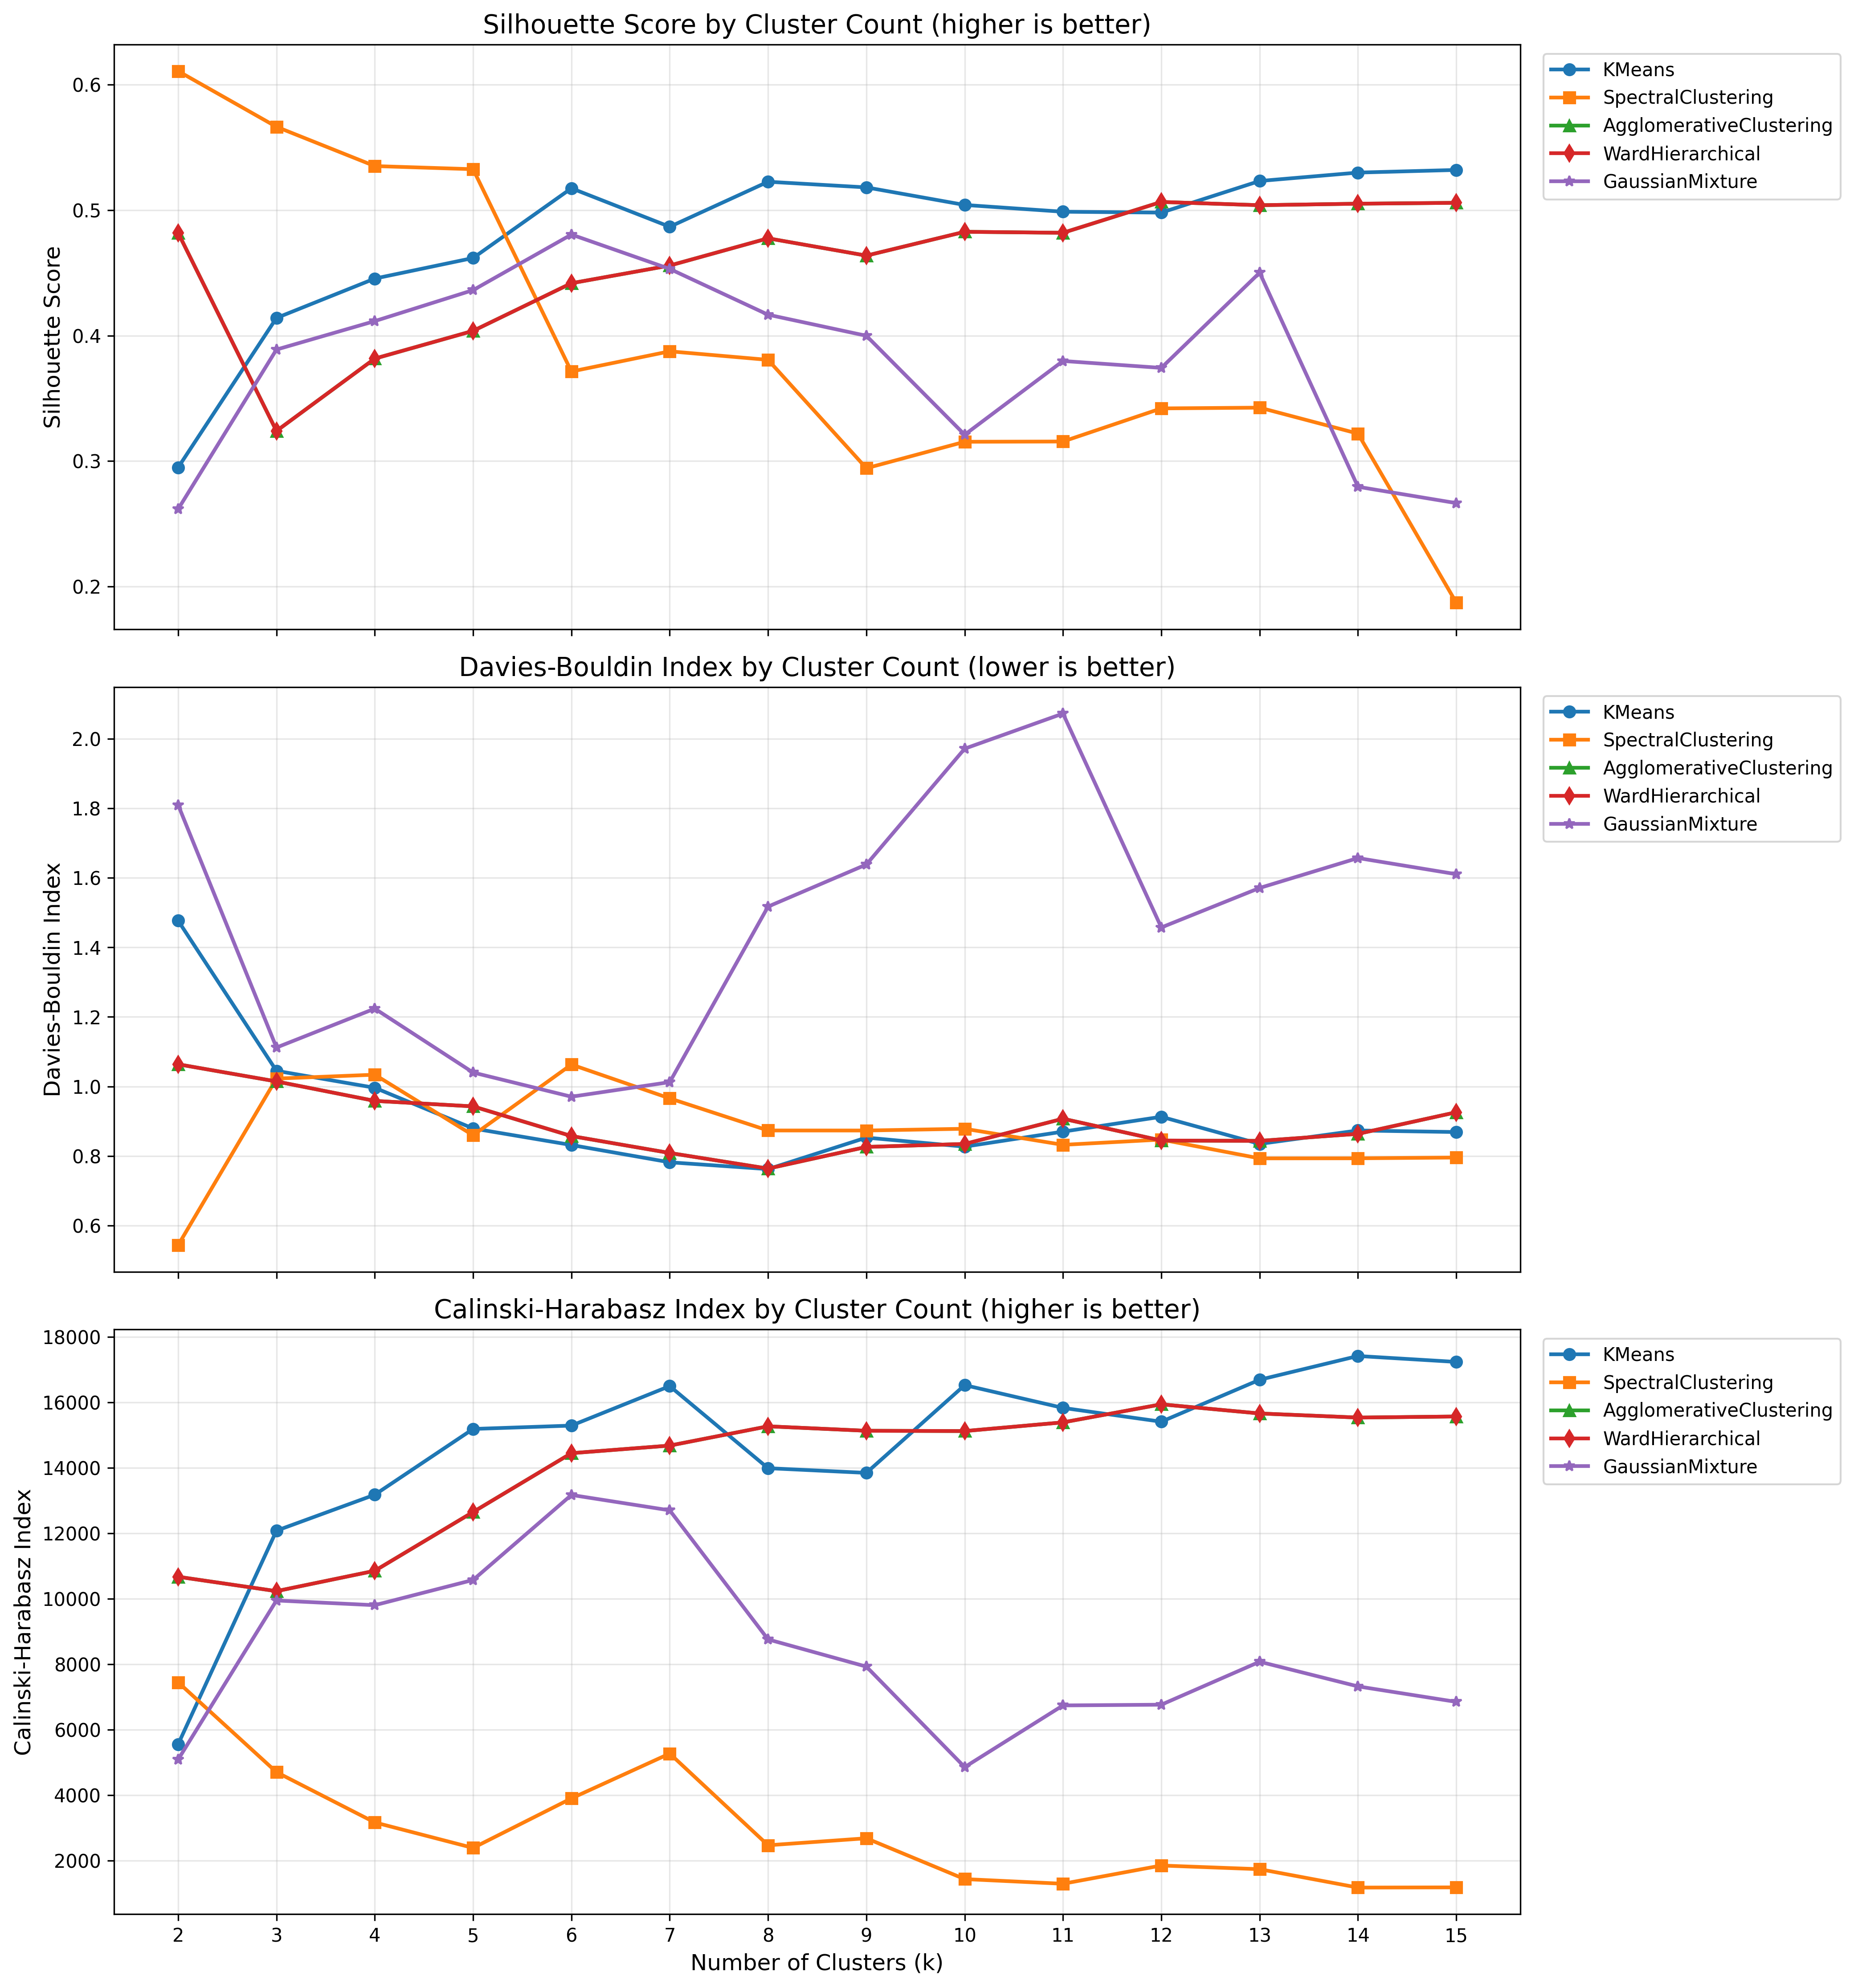 Silhouette Score by Cluster Count (higher is better)
Silhouette Score
0.6
0.5
0.4
0.3
0.2
KMeans
SpectralClustering
AgglomerativeClustering
WardHierarchical
GaussianMixture
Davies-Bouldin Index by Cluster Count (lower is better)
Davies-Bouldin Index
2.0
1.8
1.6
1.4
1.2
1.0
0.8
0.6
KMeans
SpectralClustering
AgglomerativeClustering
WardHierarchical
GaussianMixture
Calinski-Harabasz Index by Cluster Count (higher is better)
Calinski-Harabasz Index
18000
16000
14000
12000
10000
8000
6000
4000
2000
KMeans
SpectralClustering
AgglomerativeClustering
WardHierarchical
GaussianMixture
2 3 4 5 6 7 8 9 10 11 12 13 14 15
Number of Clusters (k)